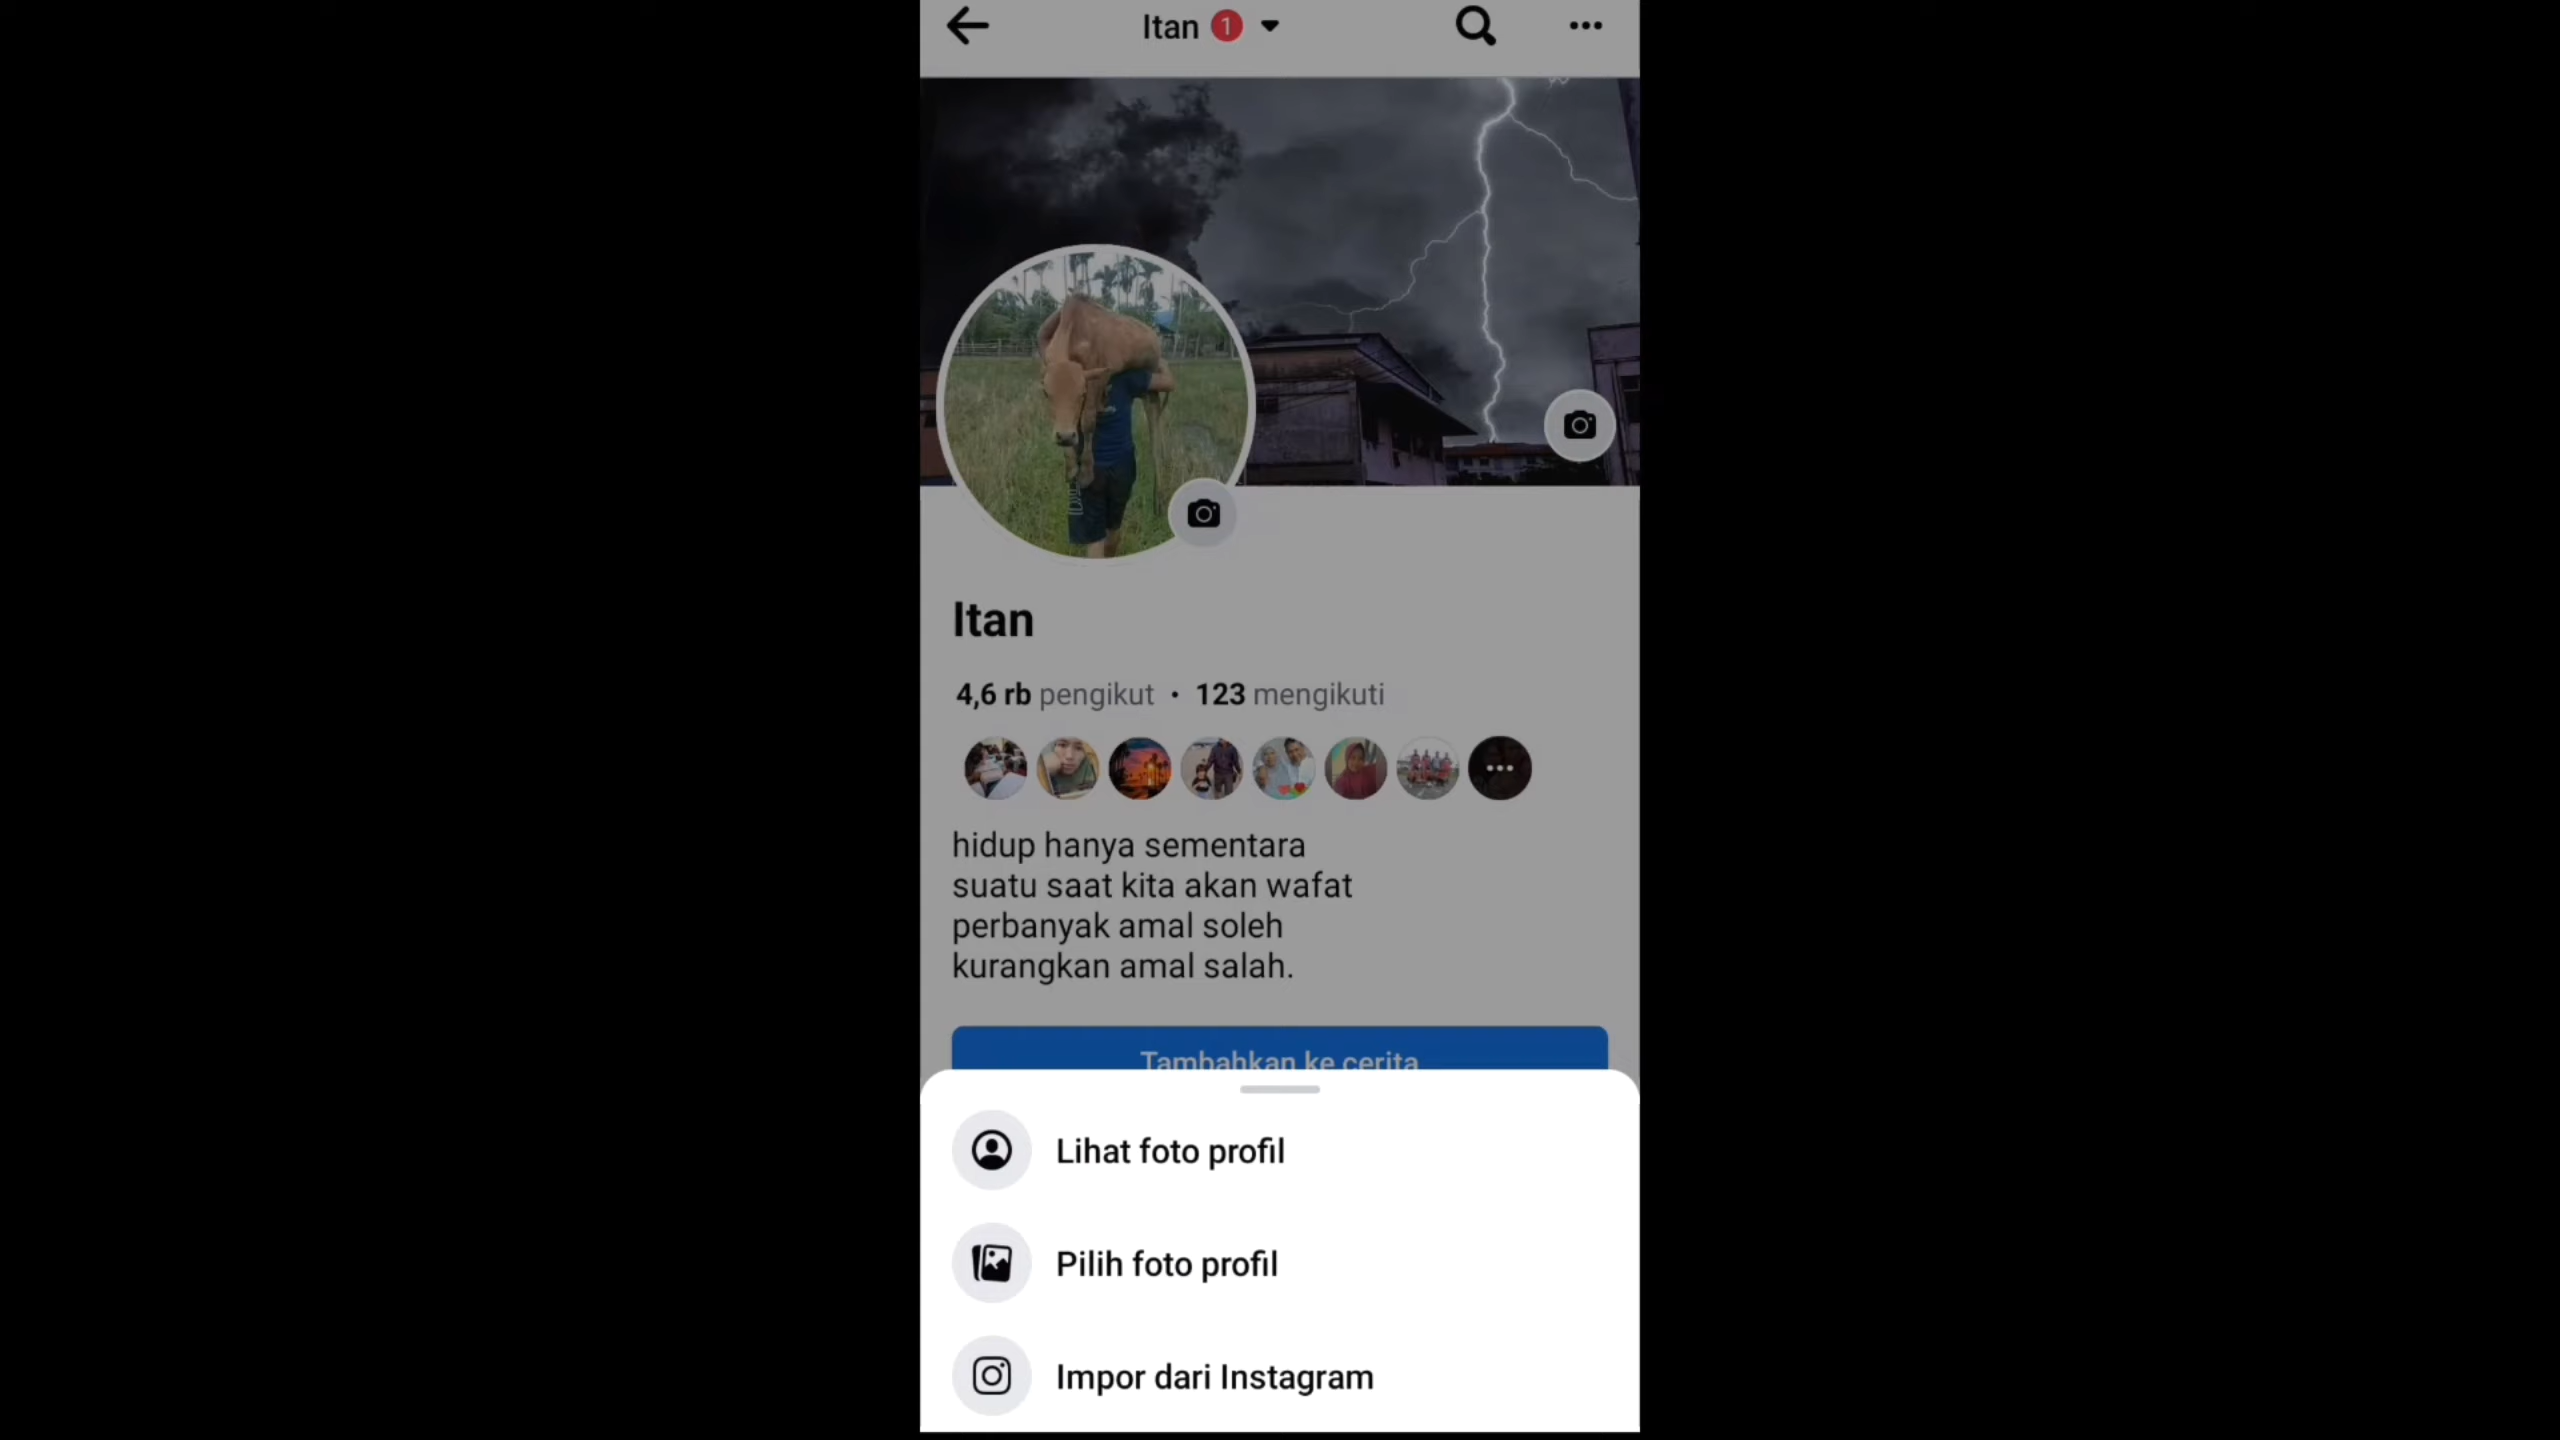 Itan 1
Itan
4,6 rb pengikut • 123 mengikuti
hidup hanya sementara
suatu saat kita akan wafat
perbanyak amal soleh
kurangkan amal salah.
Tambahkan ke cerita
Lihat foto profil
Pilih foto profil
Impor dari Instagram